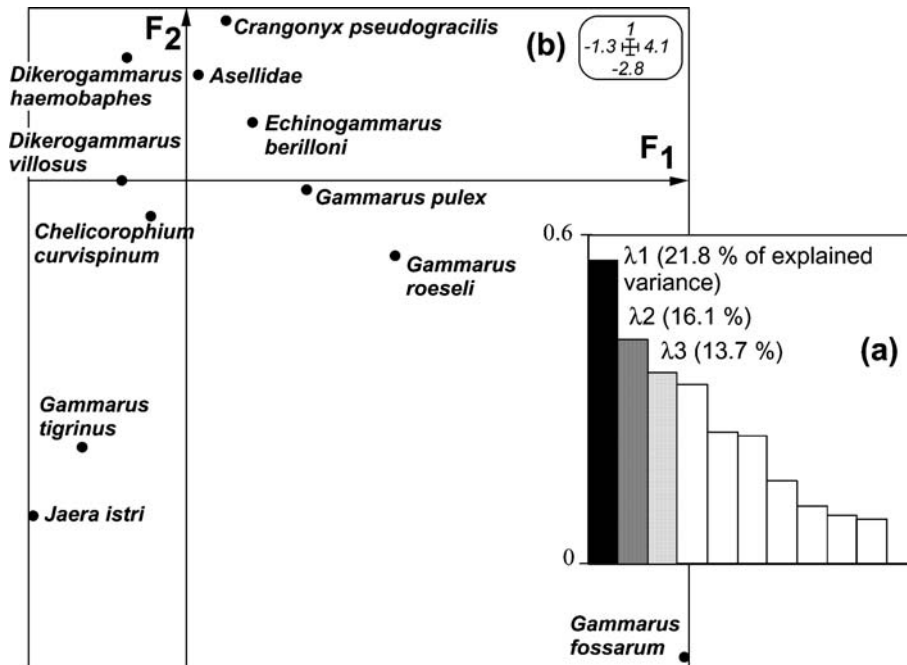 F2
Crangonyx pseudogracilis
(b)
1
-1.3 4.1
-2.8
Dikerogammarus
haemobaphes
Asellidae
Echinogammarus
berilloni
Dikerogammarus
villosus
F1
Gammarus pulex
Chelicorophium
curvispinum
Gammarus
roeseli
0.6
λ1 (21.8 % of explained
variance)
λ2 (16.1 %)
λ3 (13.7 %)
(a)
Gammarus
tigrinus
Jaera istri
0
Gammarus
fossarum